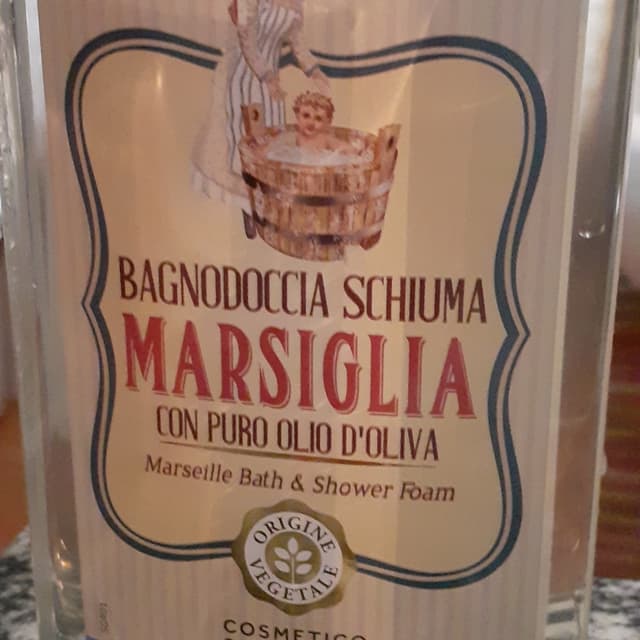 BAGNODOCCIA SCHIUMA
MARSIGLIA
CON PURO OLIO D'OLIVA
Marseille Bath & Shower Foam
ORIGINE
VEGETALE
COSMETICO